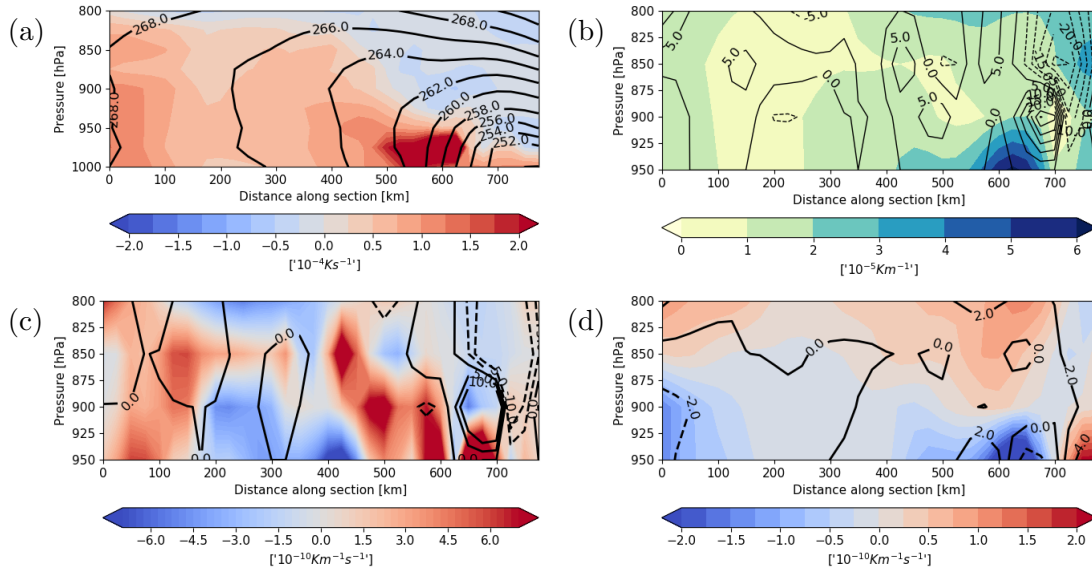 (a)
800
850
900
950
1000
Pressure [hPa]
268.0
266.0
268.0
264.0
262.0
260.0
258.0
256.0
254.0
252.0
268.0
0 100 200 300 400 500 600 700
Distance along section [km]
−2.0 −1.5 −1.0 −0.5 0.0 0.5 1.0 1.5 2.0
['10⁻⁴Ks⁻¹']
(b)
800
850
900
950
Pressure [hPa]
5.0
-5.0
5.0
0.0
5.0
0.0
5.0
5.0
0.0
-20.0
10.0
0 100 200 300 400 500 600 700
Distance along section [km]
0 1 2 3 4 5 6
['10⁻⁵Km⁻¹']
(c)
800
825
850
875
900
925
950
Pressure [hPa]
0.0
0.0
0.0
10.0
-10.0
0 100 200 300 400 500 600 700
Distance along section [km]
−6.0 −4.5 −3.0 −1.5 0.0 1.5 3.0 4.5 6.0
['10⁻¹⁰Km⁻¹s⁻¹']
(d)
800
825
850
875
900
925
950
Pressure [hPa]
2.0
0.0
0.0
0.0
2.0
-2.0
2.0
0.0
4.0
0 100 200 300 400 500 600 700
Distance along section [km]
−2.0 −1.5 −1.0 −0.5 0.0 0.5 1.0 1.5 2.0
['10⁻¹⁰Km⁻¹s⁻¹']